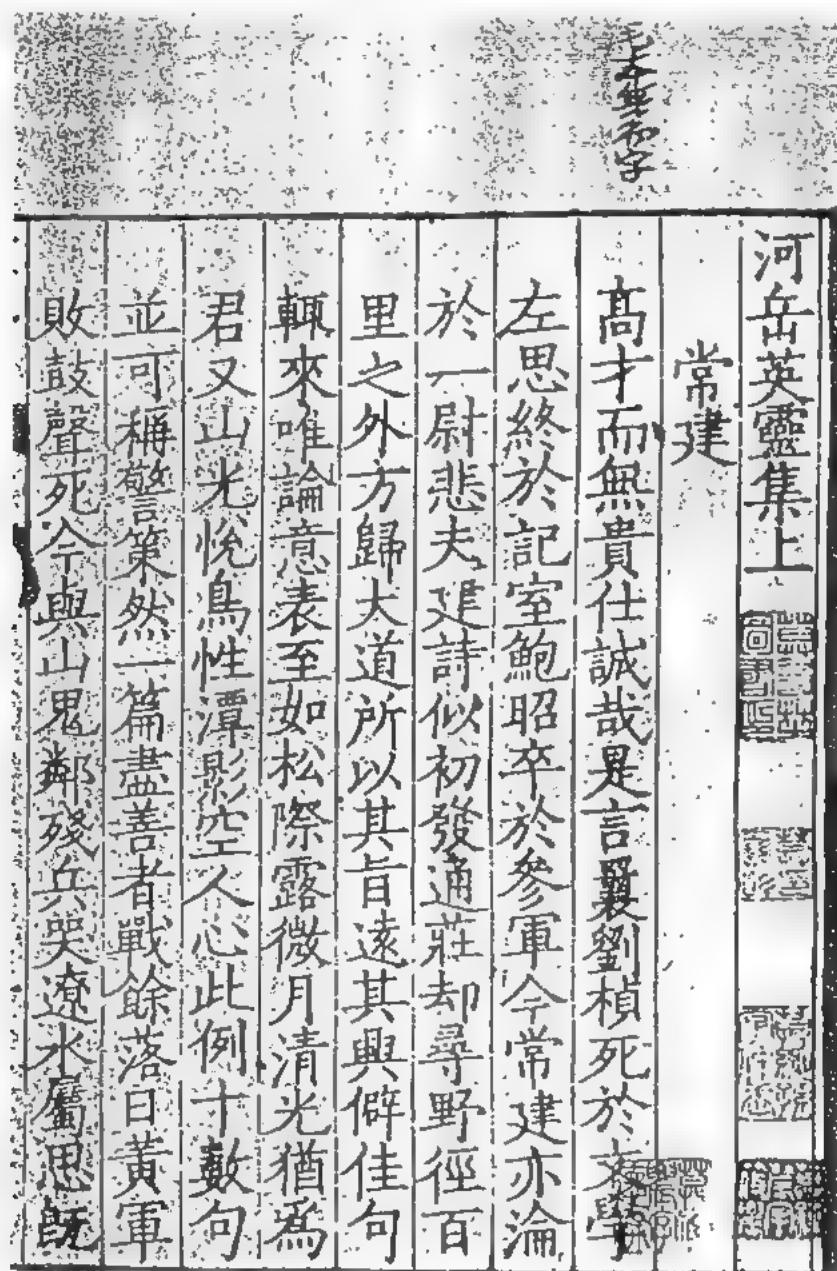 河岳英靈集上
常建
高才而無貴仕誠哉是言曩劉楨死於文學
左思終於記室鮑昭卒於參軍今常建亦淪
於一尉悲夫建詩似初發通莊却尋野徑百
里之外方歸大道所以其旨遠其興僻佳句
輒來唯論意表至如松際露微月清光猶爲
君又山光悅鳥性潭影空人心此例十數句
並可稱警策然一篇盡善者戰餘落日黃軍
敗鼓聲死今與山鬼鄰殘兵哭遼水屬思旣